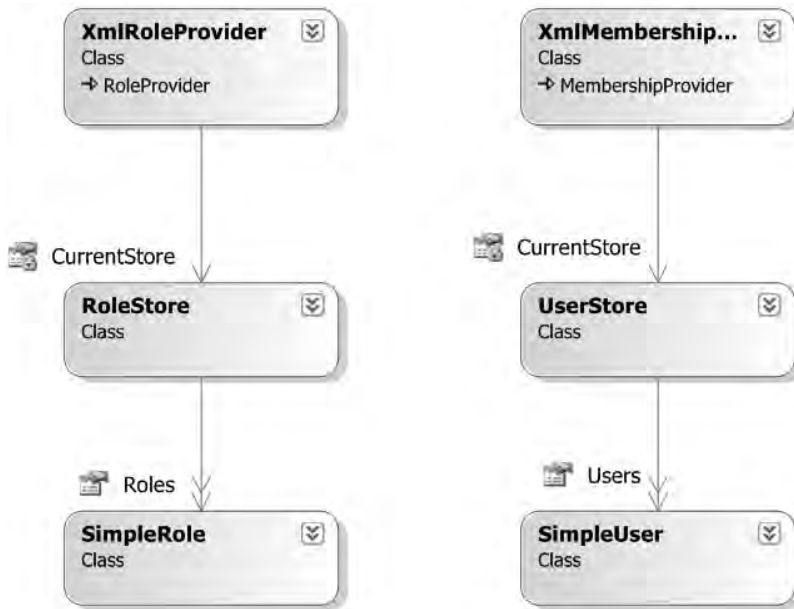 XmlRoleProvider
Class
RoleProvider
CurrentStore
RoleStore
Class
Roles
SimpleRole
Class
XmlMembership...
Class
MembershipProvider
CurrentStore
UserStore
Class
Users
SimpleUser
Class